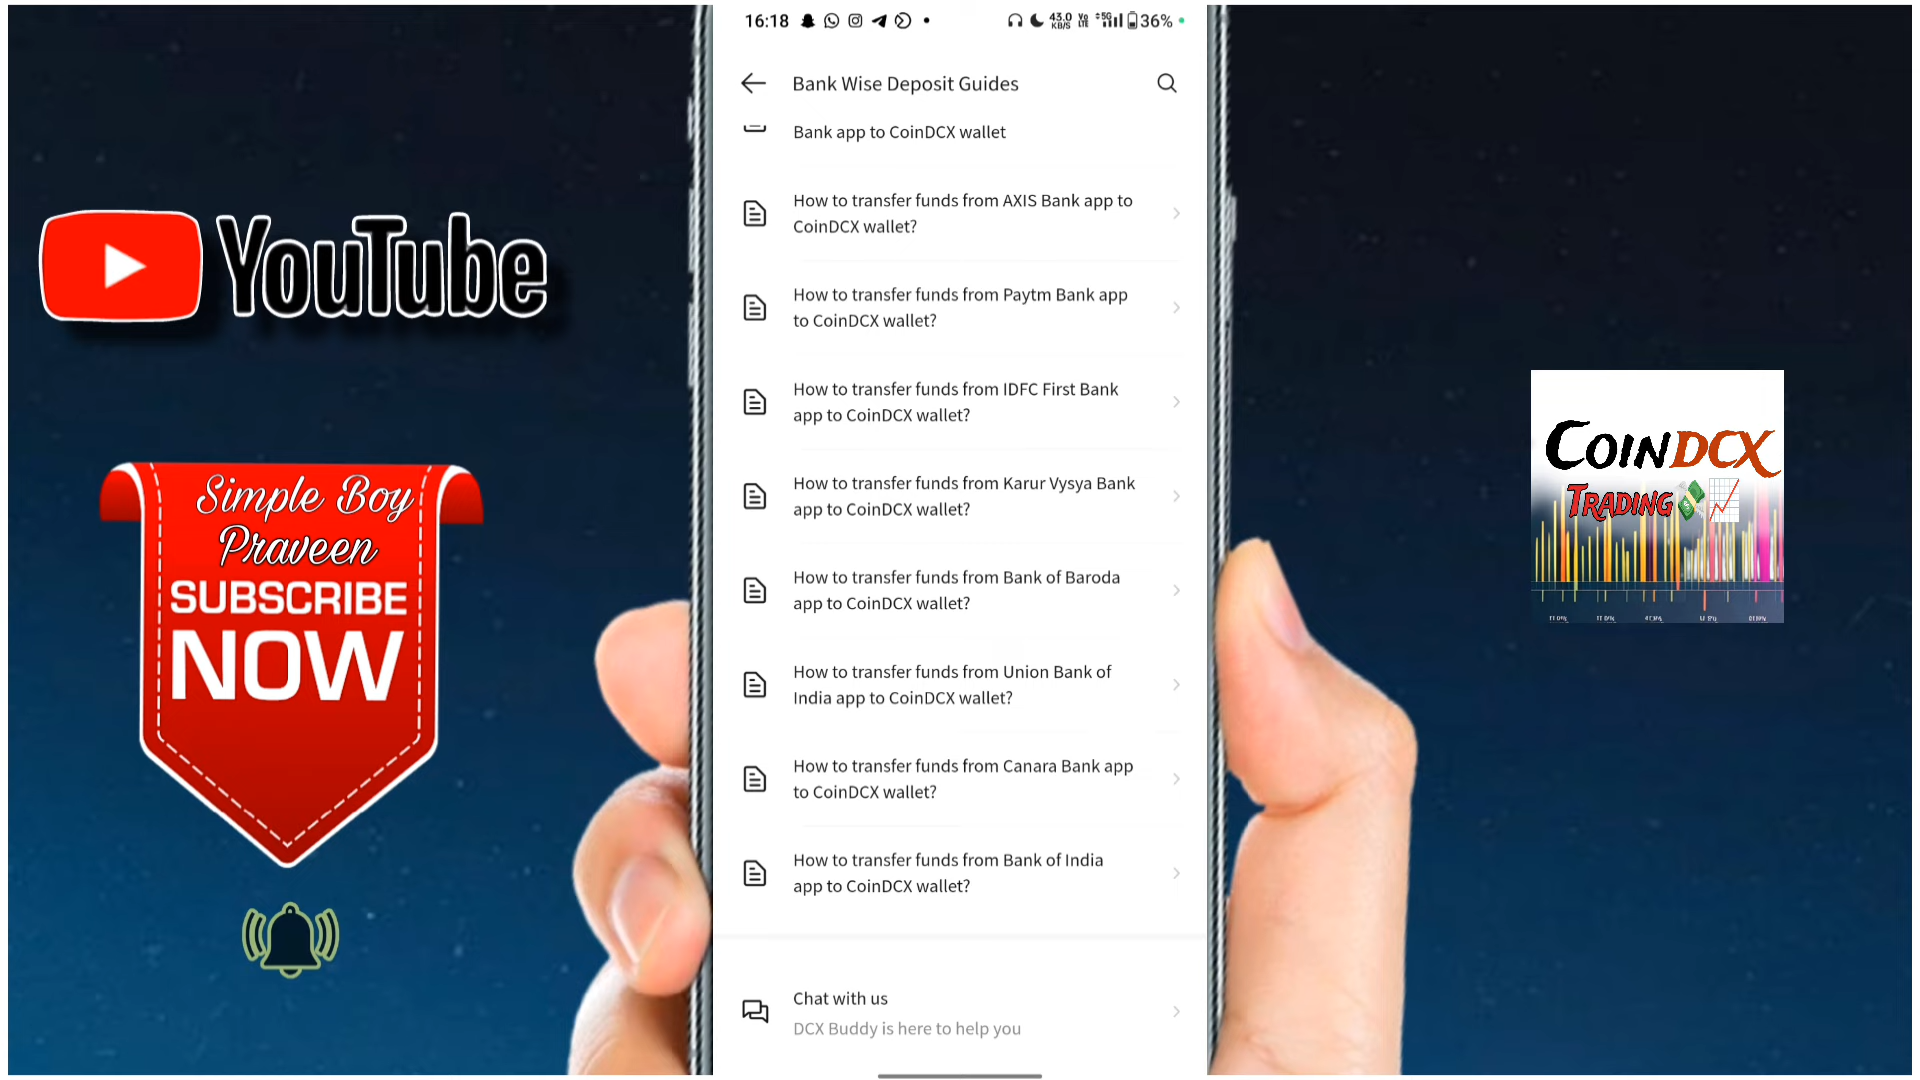 16:18
43.0 KB/S
Vo LTE
5G
36%
Bank Wise Deposit Guides
Bank app to CoinDCX wallet
How to transfer funds from AXIS Bank app to
CoinDCX wallet?
How to transfer funds from Paytm Bank app
to CoinDCX wallet?
How to transfer funds from IDFC First Bank
app to CoinDCX wallet?
How to transfer funds from Karur Vysya Bank
app to CoinDCX wallet?
How to transfer funds from Bank of Baroda
app to CoinDCX wallet?
How to transfer funds from Union Bank of
India app to CoinDCX wallet?
How to transfer funds from Canara Bank app
to CoinDCX wallet?
How to transfer funds from Bank of India
app to CoinDCX wallet?
Chat with us
DCX Buddy is here to help you
YouTube
Simple Boy
Praveen
SUBSCRIBE
NOW
COINDCX
TRADING